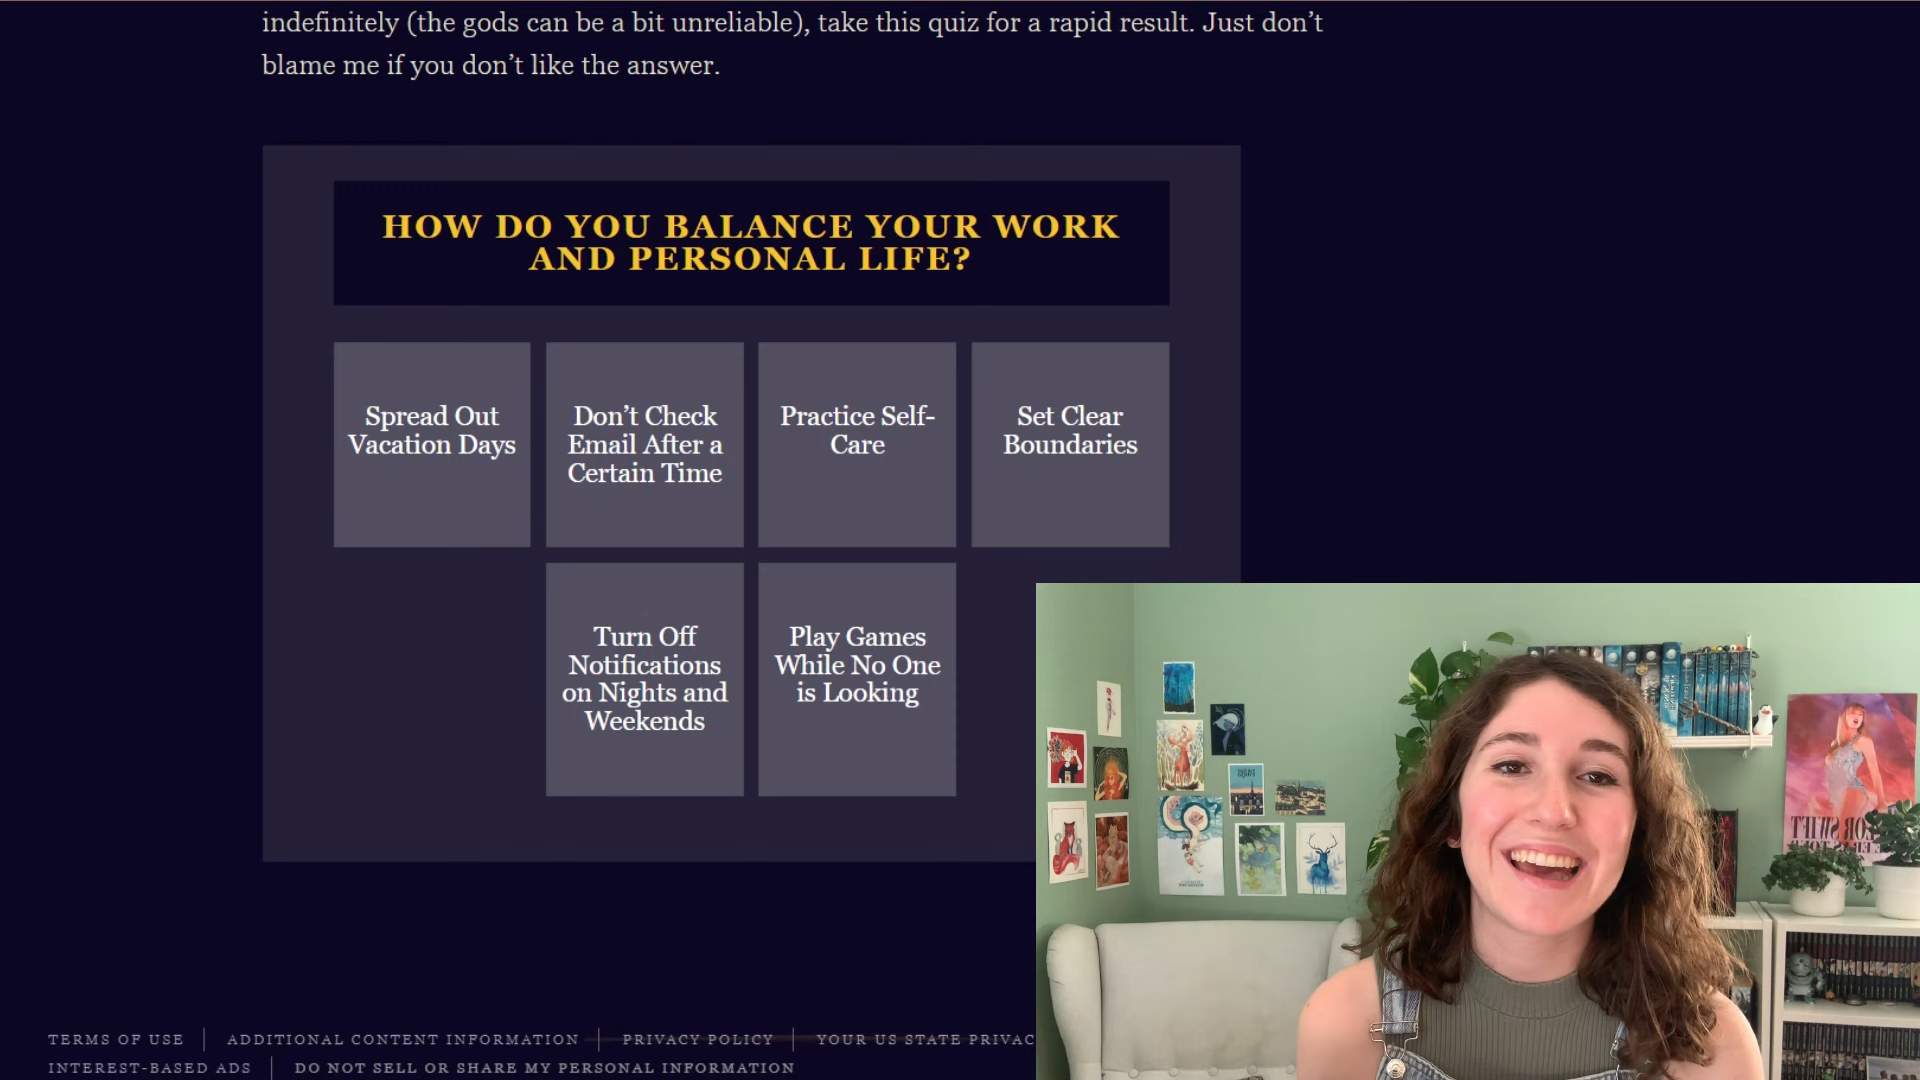 indefinitely (the gods can be a bit unreliable), take this quiz for a rapid result. Just don’t
blame me if you don’t like the answer.
HOW DO YOU BALANCE YOUR WORK
AND PERSONAL LIFE?
Spread Out
Vacation Days
Don’t Check
Email After a
Certain Time
Practice Self-
Care
Set Clear
Boundaries
Turn Off
Notifications
on Nights and
Weekends
Play Games
While No One
is Looking
TERMS OF USE
ADDITIONAL CONTENT INFORMATION
PRIVACY POLICY
YOUR US STATE PRIVAC
INTEREST-BASED ADS
DO NOT SELL OR SHARE MY PERSONAL INFORMATION